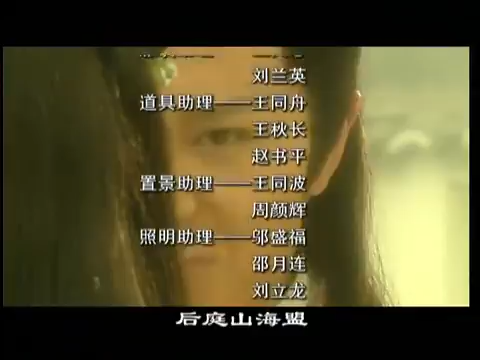 刘兰英
道具助理——王同舟
王秋长
赵书平
置景助理——王同波
周颜辉
照明助理——邬盛福
邵月连
刘立龙
后庭山海盟